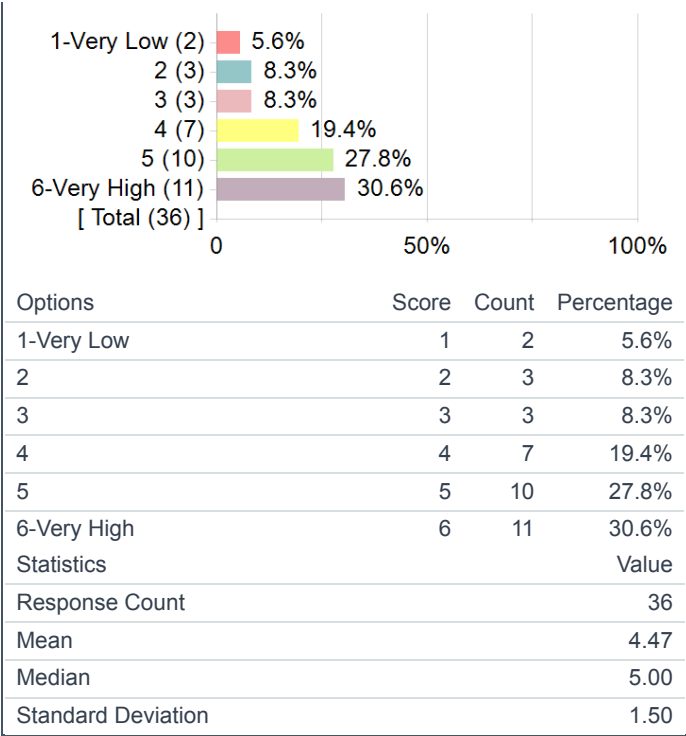 1-Very Low (2) 5.6%
2 (3) 8.3%
3 (3) 8.3%
4 (7) 19.4%
5 (10) 27.8%
6-Very High (11) 30.6%
[ Total (36) ]
0 50% 100%
Options Score Count Percentage
1-Very Low 1 2 5.6%
2 2 3 8.3%
3 3 3 8.3%
4 4 7 19.4%
5 5 10 27.8%
6-Very High 6 11 30.6%
Statistics Value
Response Count 36
Mean 4.47
Median 5.00
Standard Deviation 1.50